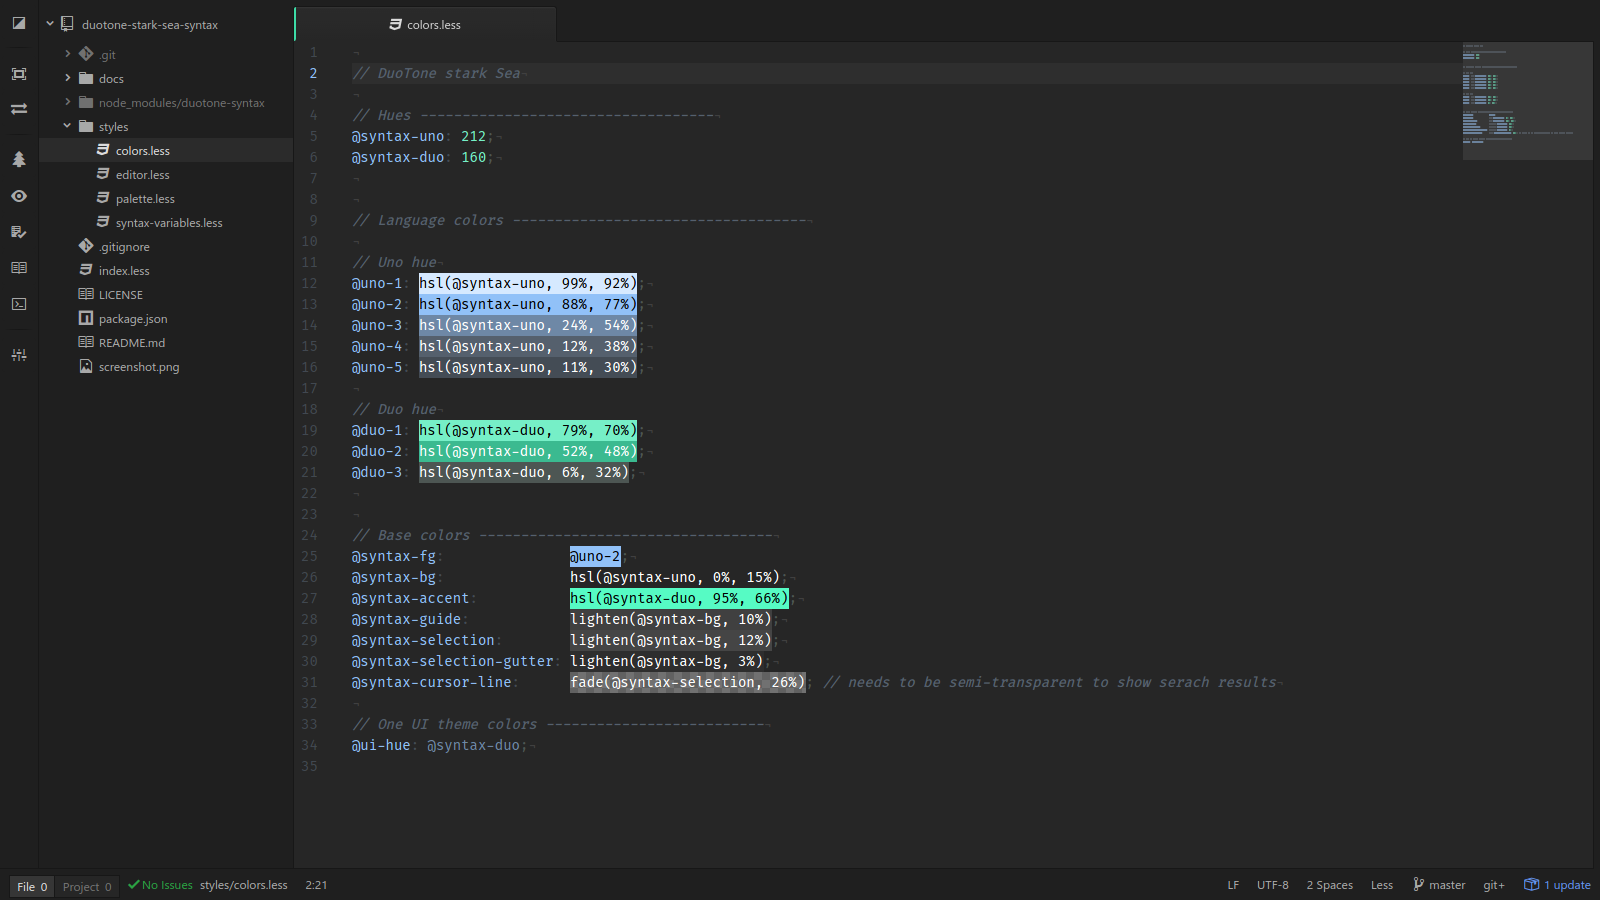 duotone-stark-sea-syntax
.git
docs
node_modules/duotone-syntax
styles
colors.less
editor.less
palette.less
syntax-variables.less
.gitignore
index.less
LICENSE
package.json
README.md
screenshot.png
colors.less
1
2 // DuoTone stark Sea
3
4 // Hues -----------------------------------
5 @syntax-uno: 212;
6 @syntax-duo: 160;
7
8
9 // Language colors -----------------------------------
10
11 // Uno hue
12 @uno-1: hsl(@syntax-uno, 99%, 92%);
13 @uno-2: hsl(@syntax-uno, 88%, 77%);
14 @uno-3: hsl(@syntax-uno, 24%, 54%);
15 @uno-4: hsl(@syntax-uno, 12%, 38%);
16 @uno-5: hsl(@syntax-uno, 11%, 30%);
17
18 // Duo hue
19 @duo-1: hsl(@syntax-duo, 79%, 70%);
20 @duo-2: hsl(@syntax-duo, 52%, 48%);
21 @duo-3: hsl(@syntax-duo, 6%, 32%);
22
23
24 // Base colors -----------------------------------
25 @syntax-fg: @uno-2;
26 @syntax-bg: hsl(@syntax-uno, 0%, 15%);
27 @syntax-accent: hsl(@syntax-duo, 95%, 66%);
28 @syntax-guide: lighten(@syntax-bg, 10%);
29 @syntax-selection: lighten(@syntax-bg, 12%);
30 @syntax-selection-gutter: lighten(@syntax-bg, 3%);
31 @syntax-cursor-line: fade(@syntax-selection, 26%); // needs to be semi-transparent to show serach results
32
33 // One UI theme colors --------------------------
34 @ui-hue: @syntax-duo;
35
File 0 Project 0 No Issues styles/colors.less 2:21 LF UTF-8 2 Spaces Less master git+ 1 update